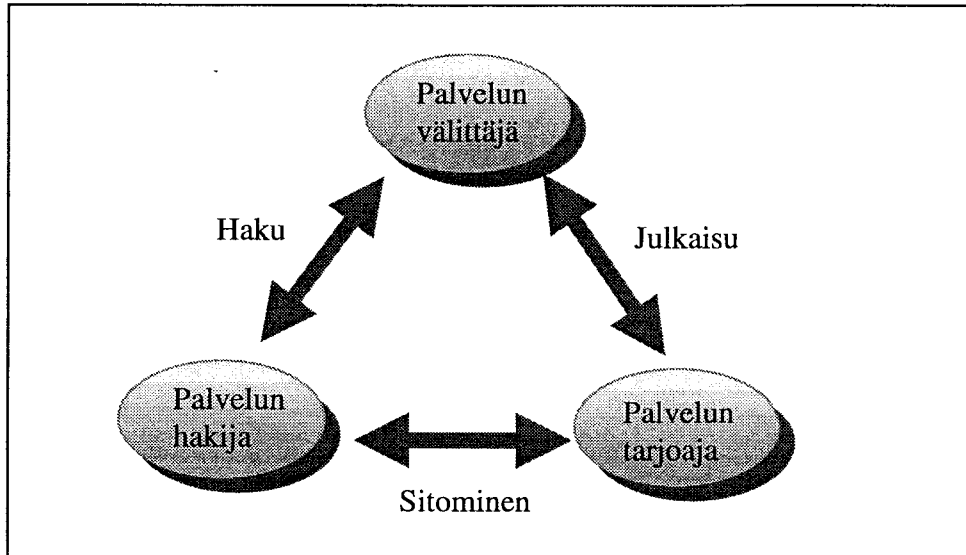 Palvelun
välittäjä
Haku
Julkaisu
Palvelun
hakija
Palvelun
tarjoaja
Sitominen